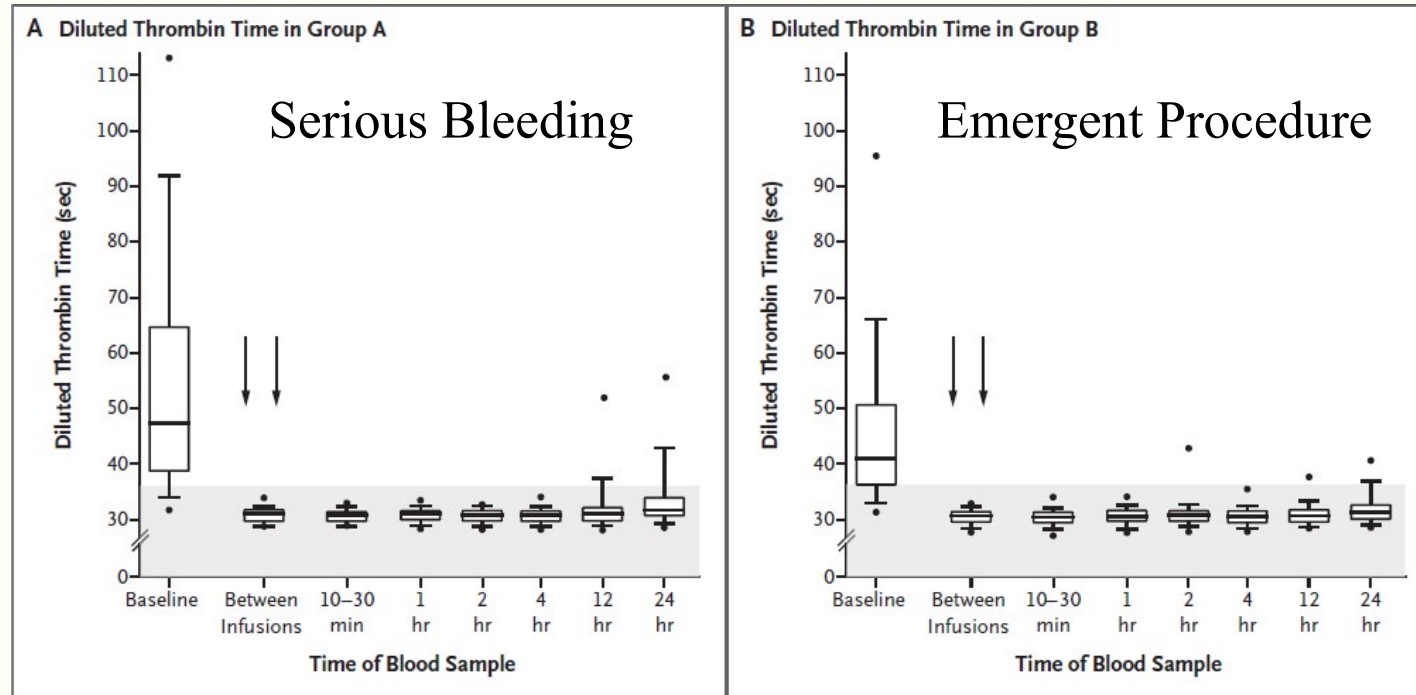 A Diluted Thrombin Time in Group A
Serious Bleeding
Diluted Thrombin Time (sec)
110
100
90
80
70
60
50
40
30
0
Baseline
Between Infusions
10–30 min
1 hr
2 hr
4 hr
12 hr
24 hr
Time of Blood Sample
B Diluted Thrombin Time in Group B
Emergent Procedure
Diluted Thrombin Time (sec)
110
100
90
80
70
60
50
40
30
0
Baseline
Between Infusions
10–30 min
1 hr
2 hr
4 hr
12 hr
24 hr
Time of Blood Sample